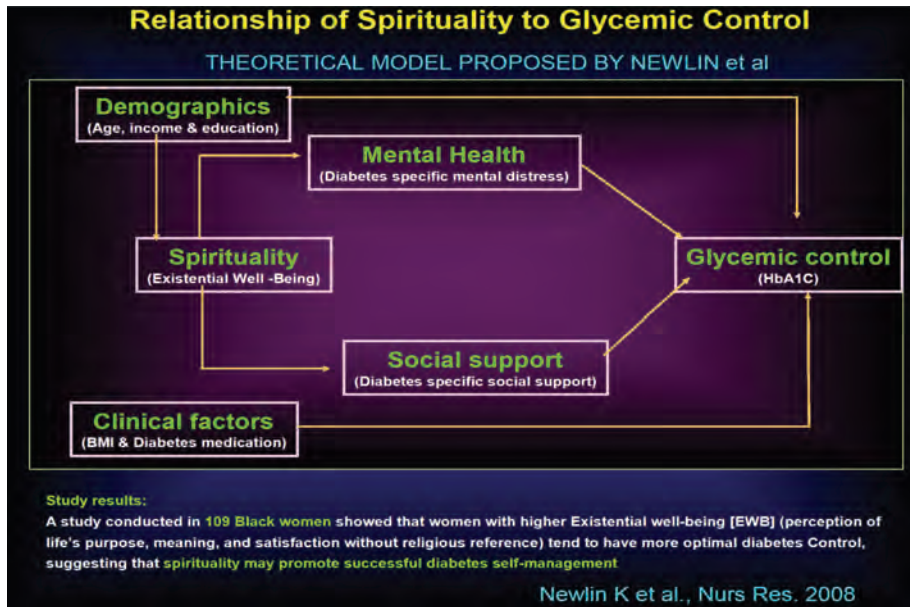 Relationship of Spirituality to Glycemic Control
THEORETICAL MODEL PROPOSED BY NEWLIN et al
Demographics
(Age, income & education)
Mental Health
(Diabetes specific mental distress)
Spirituality
(Existential Well -Being)
Glycemic control
(HbA1C)
Social support
(Diabetes specific social support)
Clinical factors
(BMI & Diabetes medication)
Study results:
A study conducted in 109 Black women showed that women with higher Existential well-being [EWB] (perception of
life's purpose, meaning, and satisfaction without religious reference) tend to have more optimal diabetes Control,
suggesting that spirituality may promote successful diabetes self-management
Newlin K et al., Nurs Res. 2008